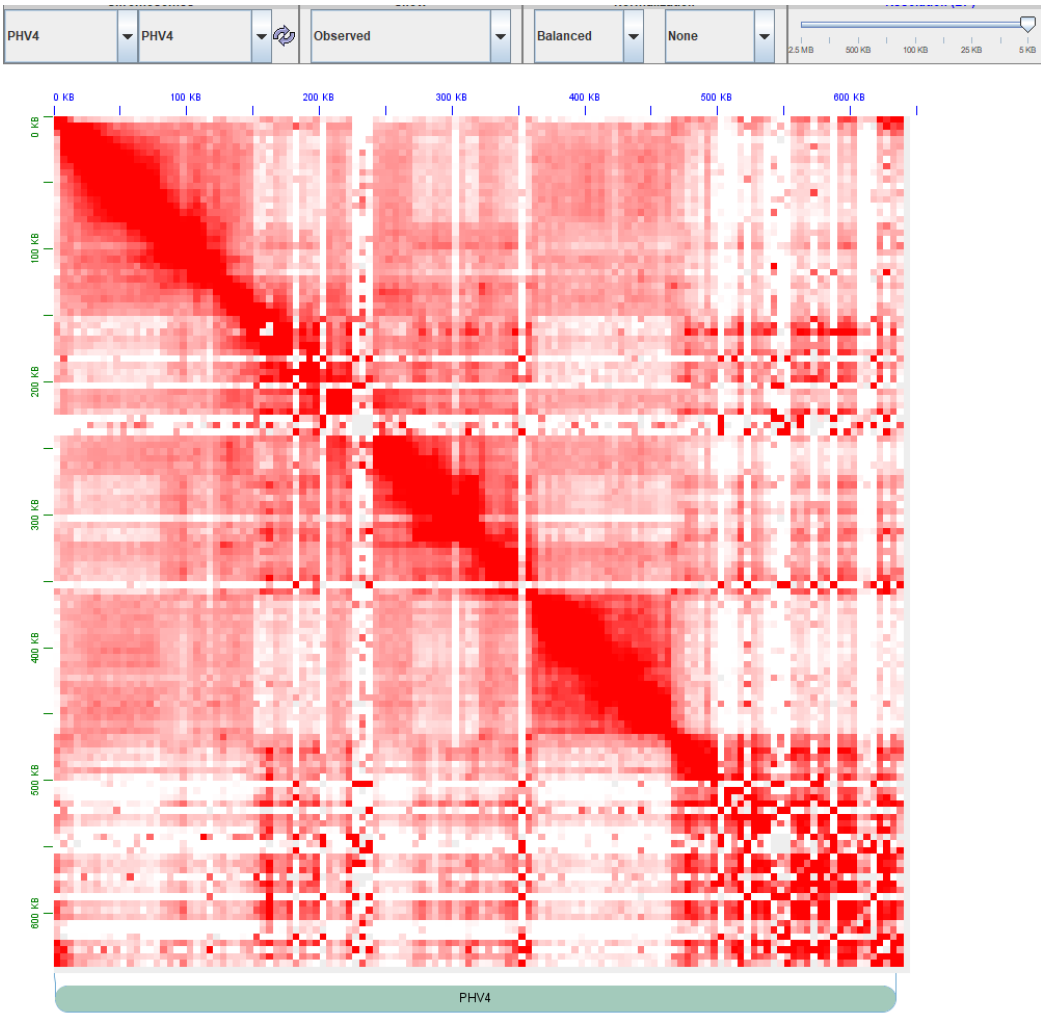 PHV4 PHV4 Observed Balanced None
2.5 MB 500 KB 100 KB 25 KB 5 KB
0 KB 100 KB 200 KB 300 KB 400 KB 500 KB 600 KB
0 KB
100 KB
200 KB
300 KB
400 KB
500 KB
600 KB
PHV4